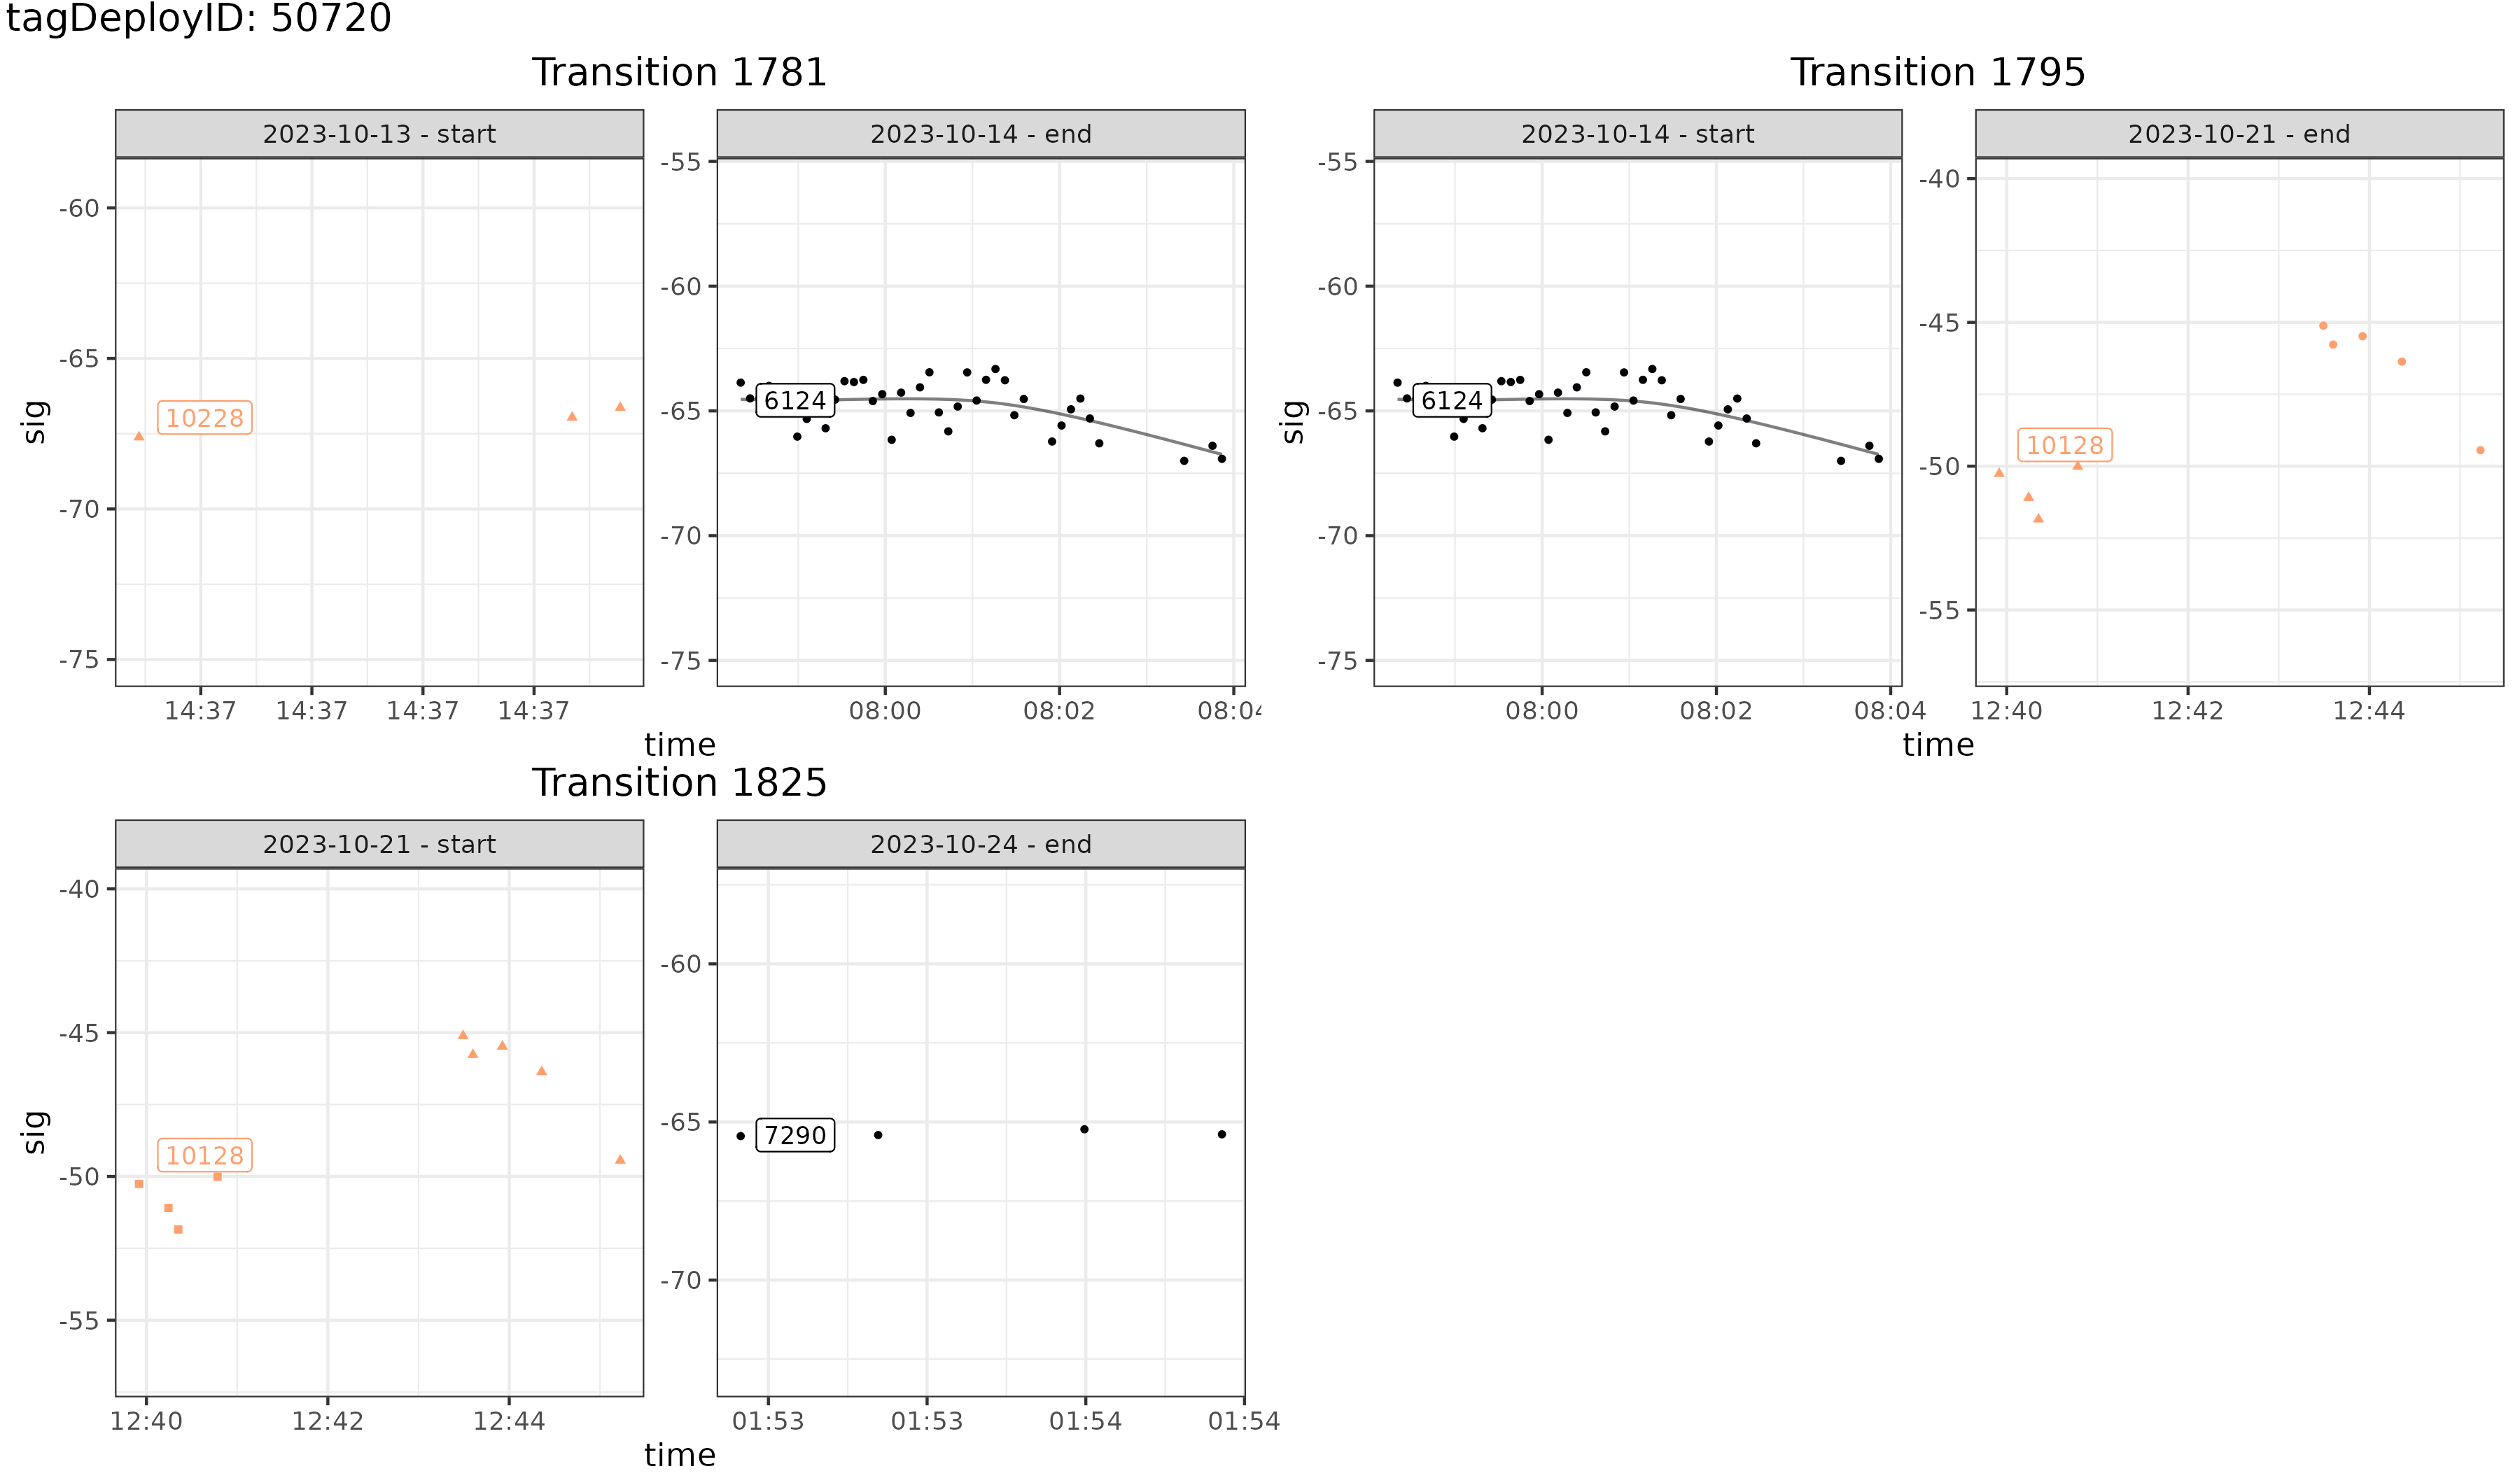 tagDeployID: 50720
Transition 1781
Transition 1795
2023-10-13 - start
2023-10-14 - end
2023-10-14 - start
2023-10-21 - end
sig
-60
-65
-70
-75
10228
14:37 14:37 14:37 14:37
-55
-60
-65
-70
-75
6124
08:00 08:02 08:04
time
sig
-55
-60
-65
-70
-75
6124
08:00 08:02 08:04
-40
-45
-50
-55
10128
12:40 12:42 12:44
time
Transition 1825
2023-10-21 - start
2023-10-24 - end
sig
-40
-45
-50
-55
10128
12:40 12:42 12:44
-60
-65
-70
7290
01:53 01:53 01:54 01:54
time